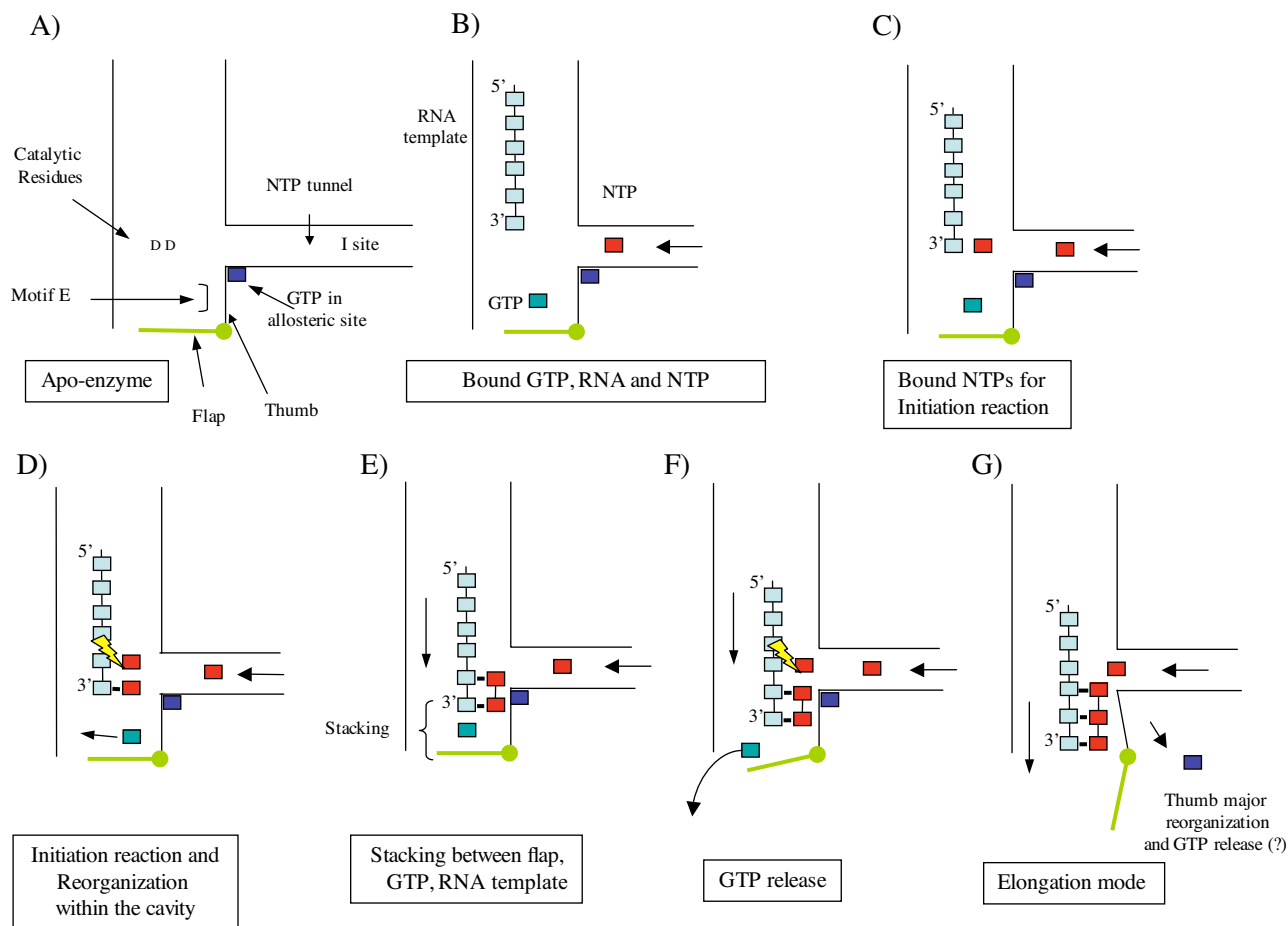 A)
Catalytic
Residues
D D
NTP tunnel
I site
Motif E
GTP in
allosteric site
Apo-enzyme
Flap
Thumb
B)
5’
RNA
template
3’
NTP
GTP
Bound GTP, RNA and NTP
C)
5’
3’
Bound NTPs for
Initiation reaction
D)
5’
3’
Initiation reaction and
Reorganization
within the cavity
E)
5’
3’
Stacking
Stacking between flap,
GTP, RNA template
F)
5’
3’
GTP release
G)
5’
3’
Thumb major
reorganization
and GTP release (?)
Elongation mode